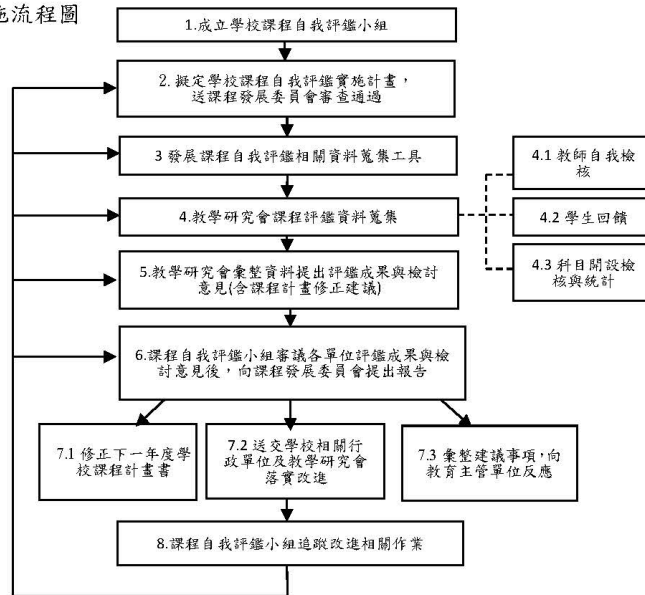 施流程圖
1.成立學校課程自我評鑑小組
2. 擬定學校課程自我評鑑實施計畫，
送課程發展委員會審查通過
3 發展課程自我評鑑相關資料蒐集工具
4.教學研究會課程評鑑資料蒐集
4.1 教師自我檢
核
4.2 學生回饋
4.3 科目開設檢
核與統計
5.教學研究會彙整資料提出評鑑成果與檢討
意見(含課程計畫修正建議)
6.課程自我評鑑小組審議各單位評鑑成果與檢
討意見後，向課程發展委員會提出報告
7.1 修正下一年度學
校課程計畫書
7.2 送交學校相關行
政單位及教學研究會
落實改進
7.3 彙整建議事項，向
教育主管單位反應
8.課程自我評鑑小組追蹤改進相關作業